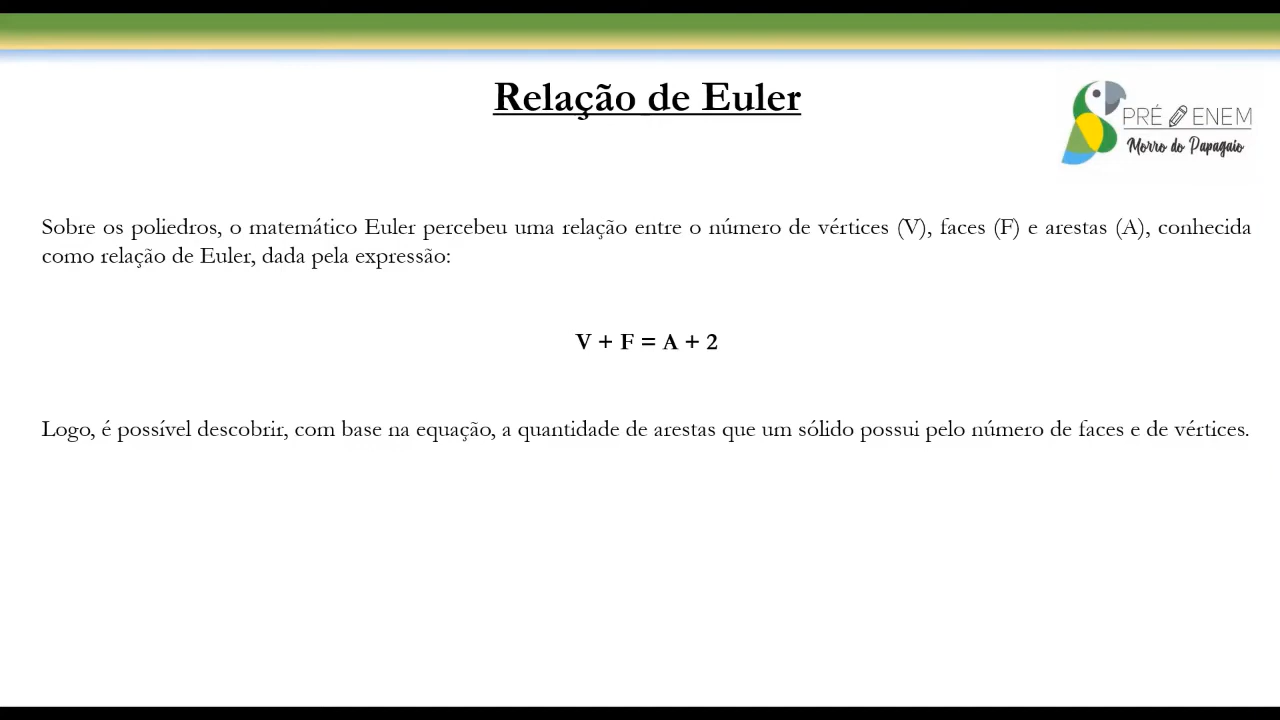 Relação de Euler
PRÉ ENEM
Morro do Papagaio
Sobre os poliedros, o matemático Euler percebeu uma relação entre o número de vértices (V), faces (F) e arestas (A), conhecida
como relação de Euler, dada pela expressão:
V + F = A + 2
Logo, é possível descobrir, com base na equação, a quantidade de arestas que um sólido possui pelo número de faces e de vértices.